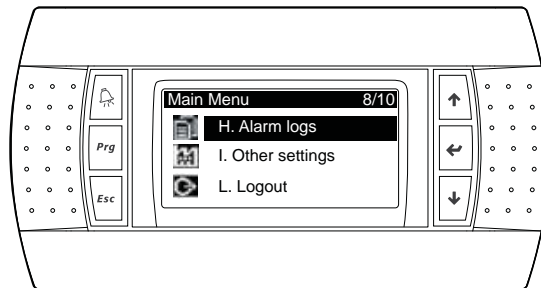 Main Menu 8/10
H. Alarm logs
Prg
I. Other settings
Esc
L. Logout